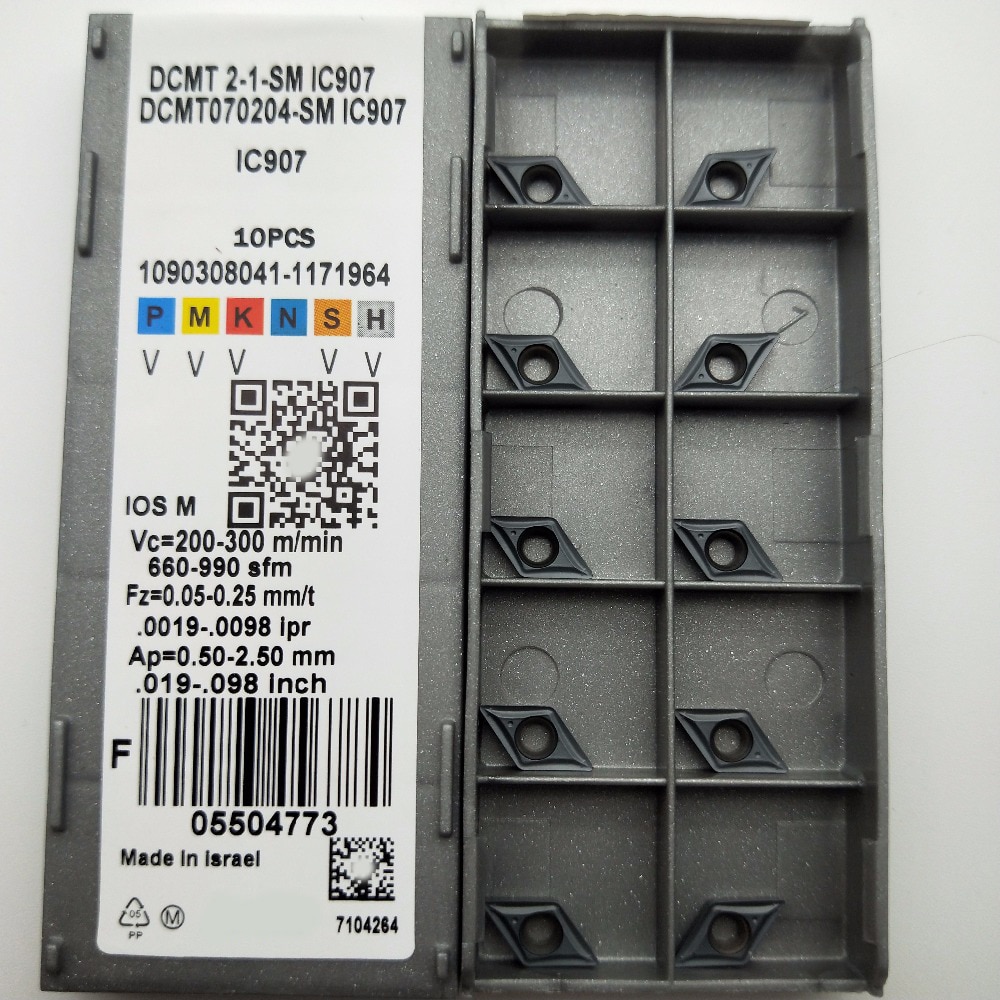 DCMT 2-1-SM IC907
DCMT070204-SM IC907
IC907
10PCS
1090308041-1171964
P M K N S H
V V V V V
IOS M
Vc=200-300 m/min
660-990 sfm
Fz=0.05-0.25 mm/t
.0019-.0098 ipr
Ap=0.50-2.50 mm
.019-.098 inch
F
05504773
Made In israel
05
PP
M
7104264